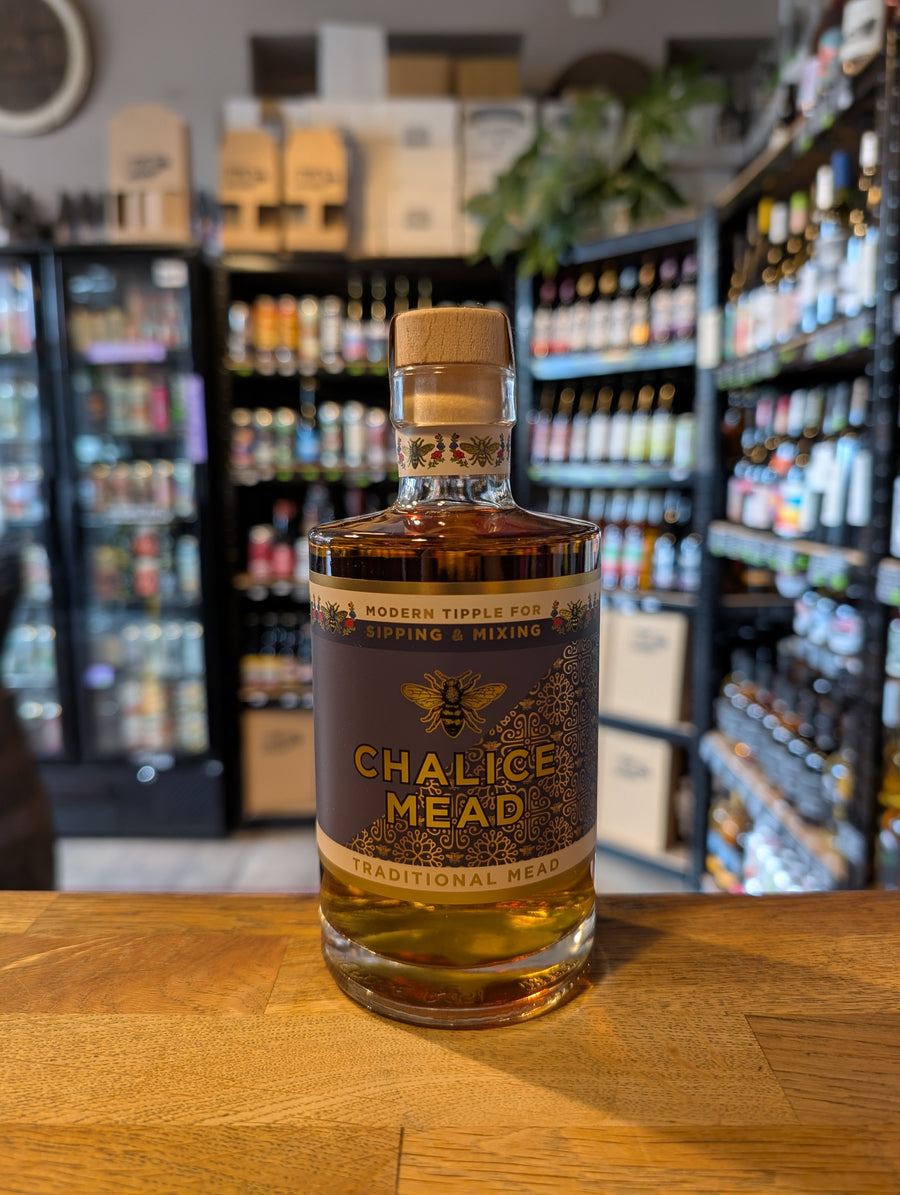 MODERN TIPPLE FOR
SIPPING & MIXING
CHALICE
MEAD
TRADITIONAL MEAD